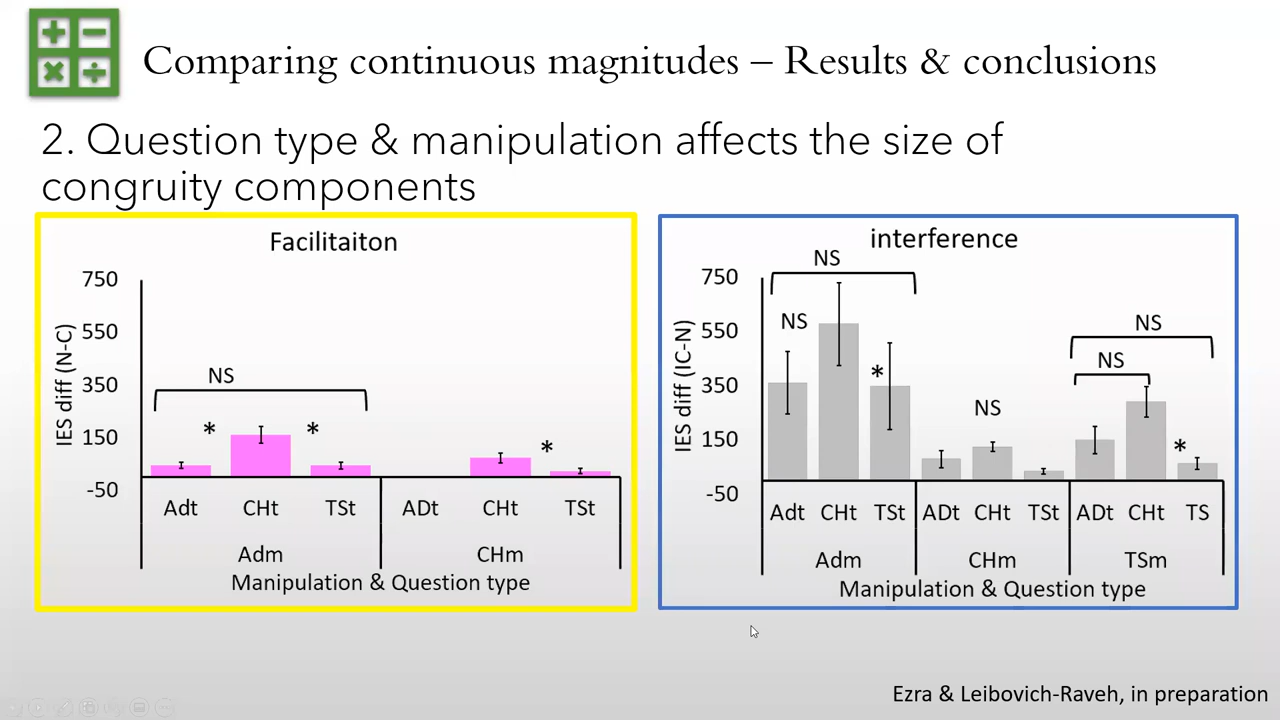 Comparing continuous magnitudes – Results & conclusions
2. Question type & manipulation affects the size of
congruity components
Facilitaiton
IES diff (N-C)
750
550
350
150
-50
NS
*
*
*
Adt CHt TSt ADt CHt TSt
Adm CHm
Manipulation & Question type
interference
IES diff (IC-N)
750
550
350
150
-50
NS
NS
*
NS
NS
NS
*
Adt CHt TSt ADt CHt TSt ADt CHt TS
Adm CHm TSm
Manipulation & Question type
Ezra & Leibovich-Raveh, in preparation